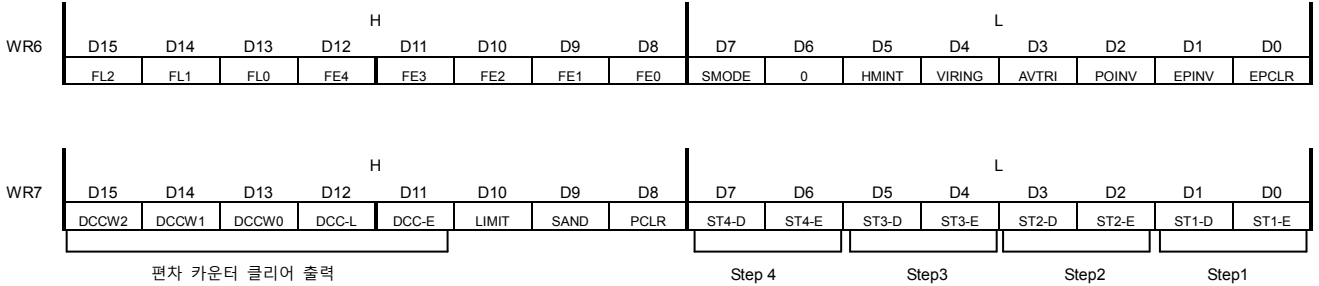 H L
WR6 D15 D14 D13 D12 D11 D10 D9 D8 D7 D6 D5 D4 D3 D2 D1 D0
FL2 FL1 FL0 FE4 FE3 FE2 FE1 FE0 SMODE 0 HMINT VIRING AVTRI POINV EPINV EPCLR
H L
WR7 D15 D14 D13 D12 D11 D10 D9 D8 D7 D6 D5 D4 D3 D2 D1 D0
DCCW2 DCCW1 DCCW0 DCC-L DCC-E LIMIT SAND PCLR ST4-D ST4-E ST3-D ST3-E ST2-D ST2-E ST1-D ST1-E
편차 카운터 클리어 출력 Step 4 Step3 Step2 Step1